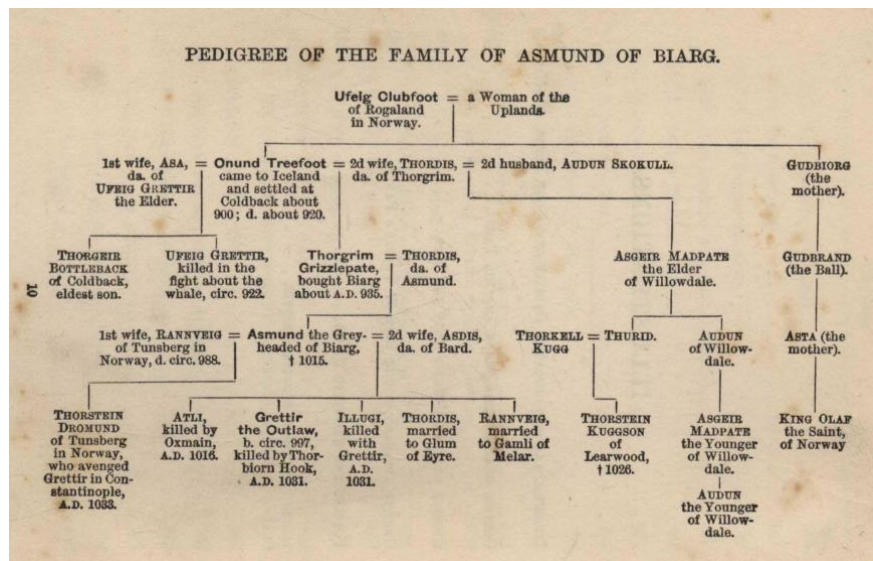 PEDIGREE OF THE FAMILY OF ASMUND OF BIARG.
Ufeig Clubfoot = a Woman of the
of Rogaland Uplands.
in Norway.
1st wife, ASA, = Onund Treefoot = 2d wife, THORDIS, = 2d husband, AUDUN SKOKULL.
da. of
UFEIG GRETTIR
the Elder.
came to Iceland
and settled at
Coldback about
900; d. about 920.
da. of Thorgrim.
GUDBIORG
(the
mother).
THORGEIR
BOTTLEBACK
of Coldback,
eldest son.
UFEIG GRETTIR,
killed in the
fight about the
whale, circ. 922.
Thorgrim = THORDIS,
Grizzlepate,
bought Biarg
about A.D. 935.
da. of
Asmund.
ASGEIR MADPATE
the Elder
of Willowdale.
GUDBRAND
(the Ball).
10
1st wife, RANNVEIG = Asmund the Grey- = 2d wife, ASDIS,
of Tunsberg in
Norway, d. circ. 988.
headed of Biarg,
† 1015.
da. of Bard.
THORKELL = THURID.
KUGG
AUDUN
of Willow-
dale.
ASTA (the
mother).
THORSTEIN
DROMUND
of Tunsberg
in Norway,
who avenged
Grettir in Con-
stantinople,
A.D. 1033.
ATLI,
killed by
Oxmain,
A.D. 1016.
Grettir
the Outlaw,
b. circ. 997,
killed by Thor-
biorn Hook,
A.D. 1031.
ILLUGI,
killed
with
Grettir,
A.D.
1031.
THORDIS,
married
to Glum
of Eyre.
RANNVEIG,
married
to Gamli of
Melar.
THORSTEIN
KUGGSON
of
Learwood,
† 1026.
ASGEIR
MADPATE
the Younger
of Willow-
dale.
AUDUN
the Younger
of Willow-
dale.
KING OLAF
the Saint,
of Norway